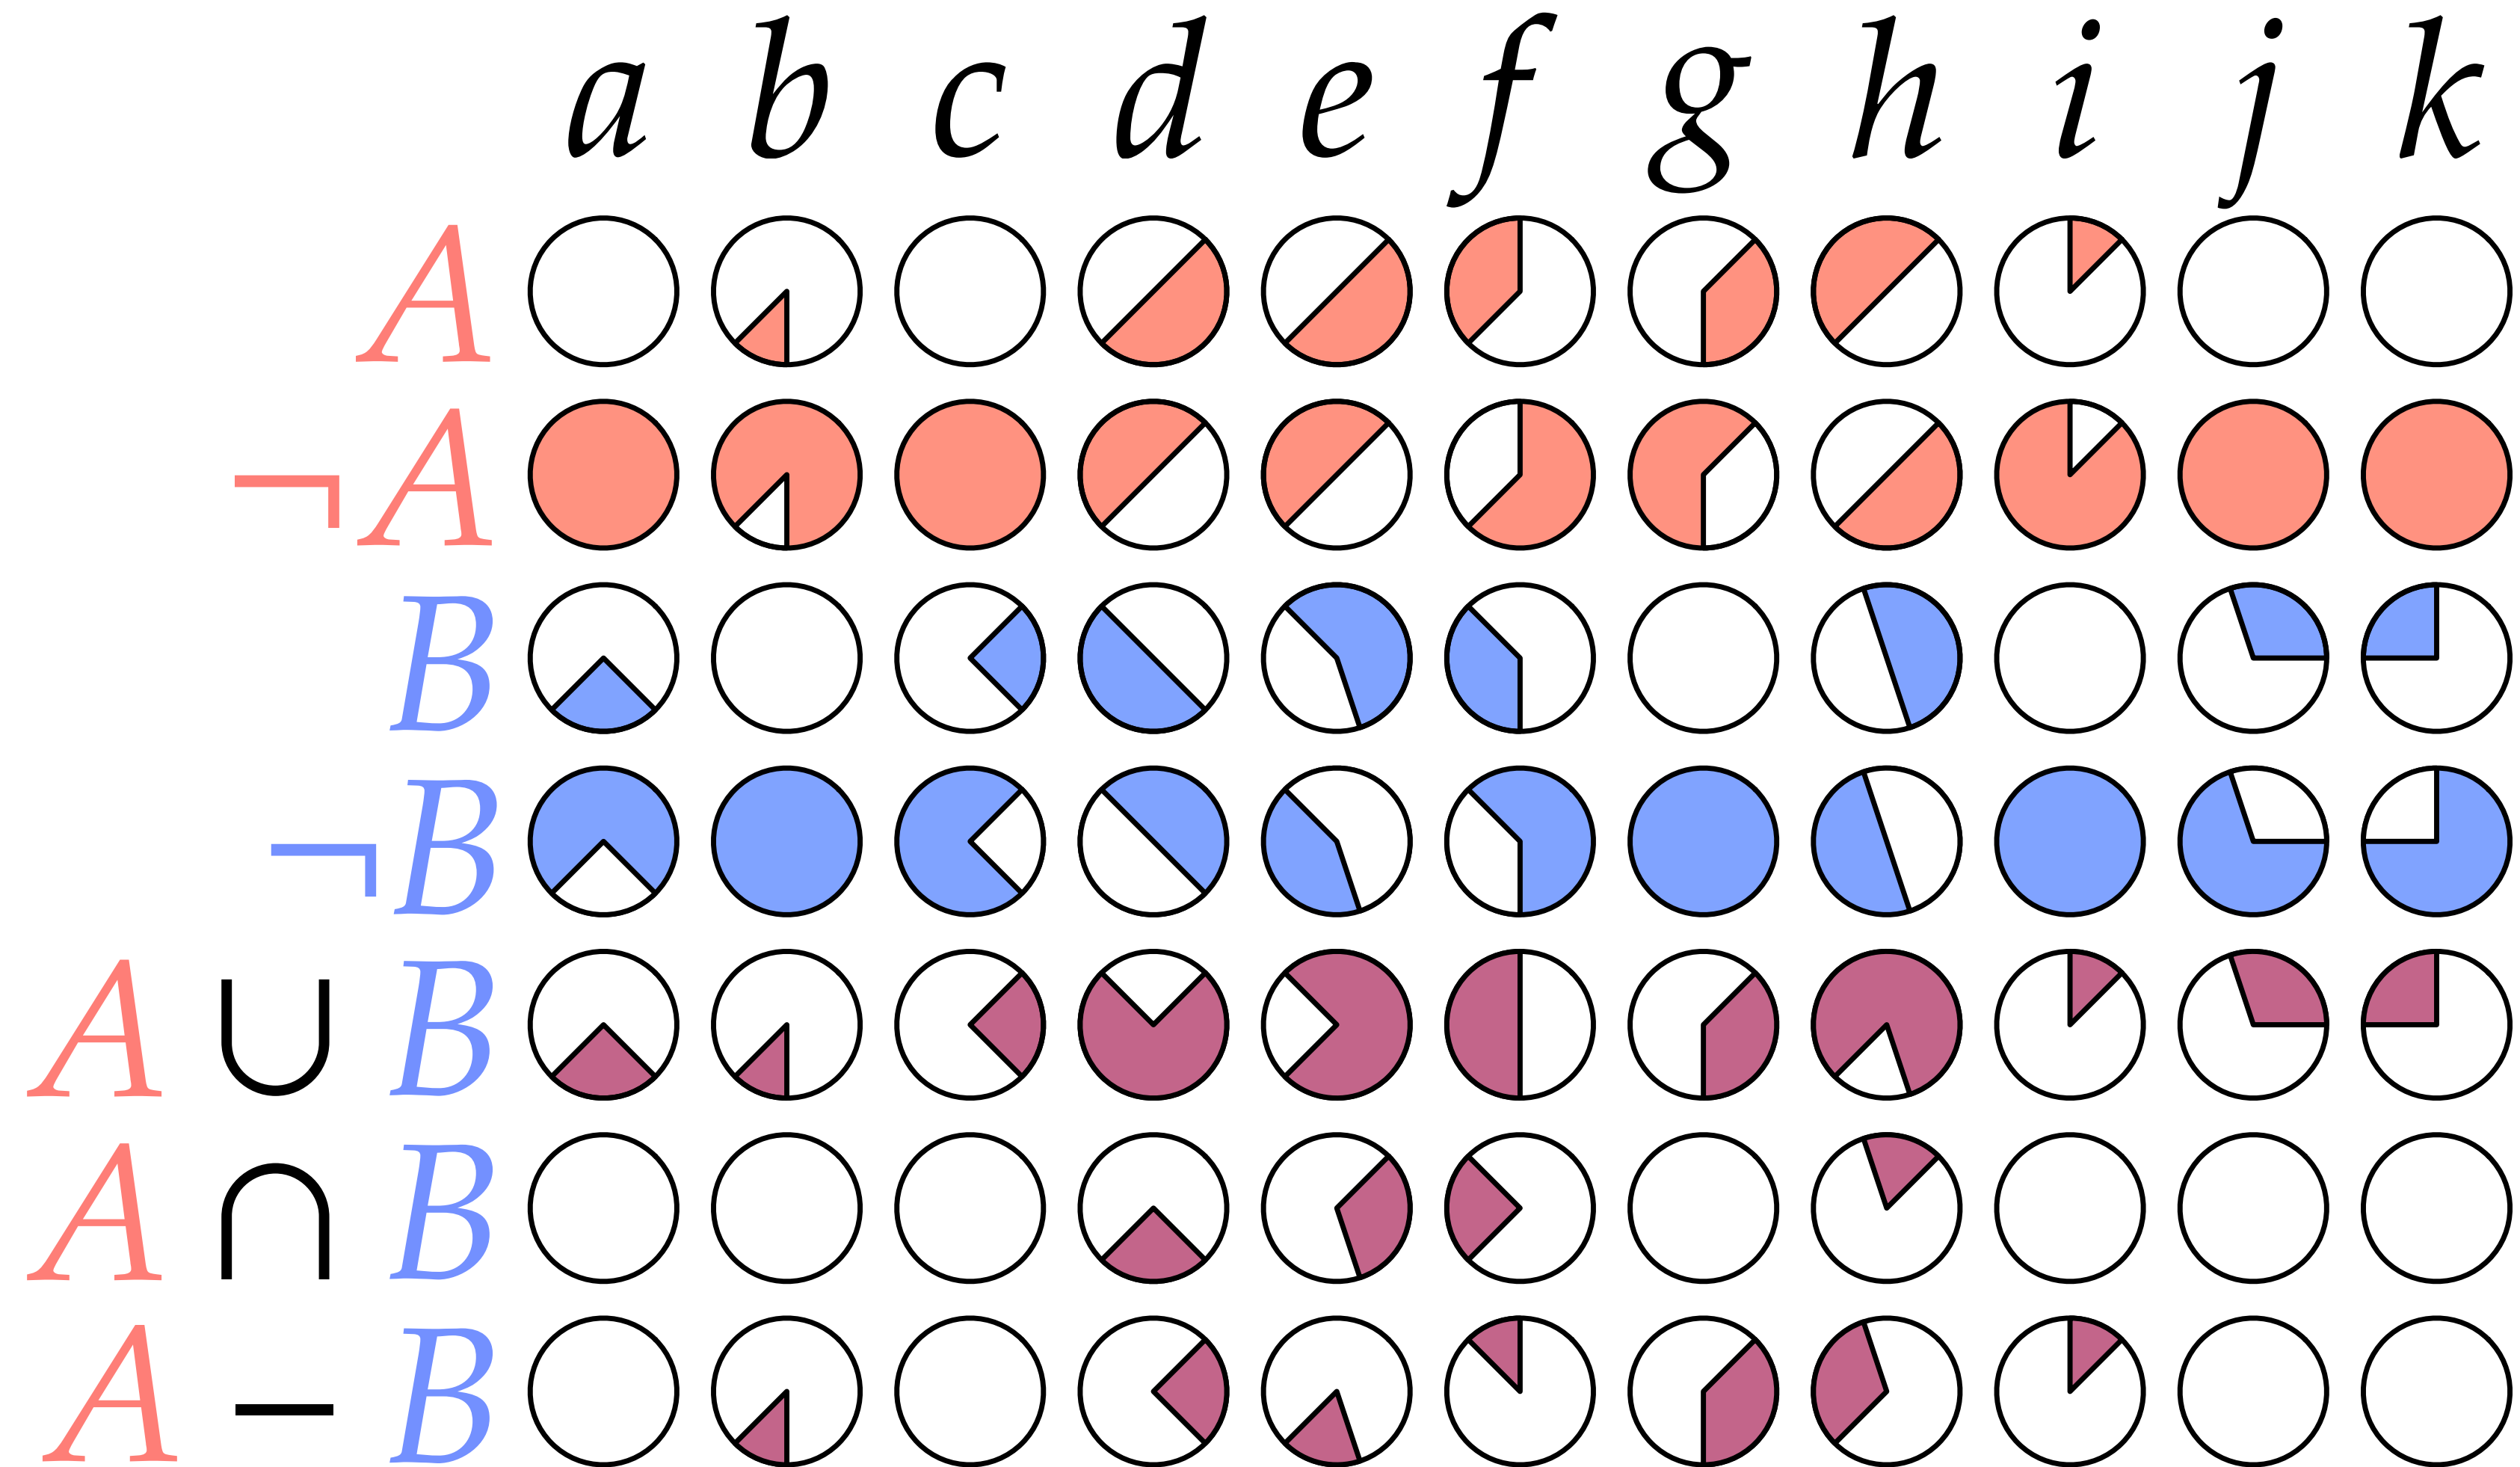 a b c d e f g h i j k
A
¬A
B
¬B
A ∪ B
A ∩ B
A − B